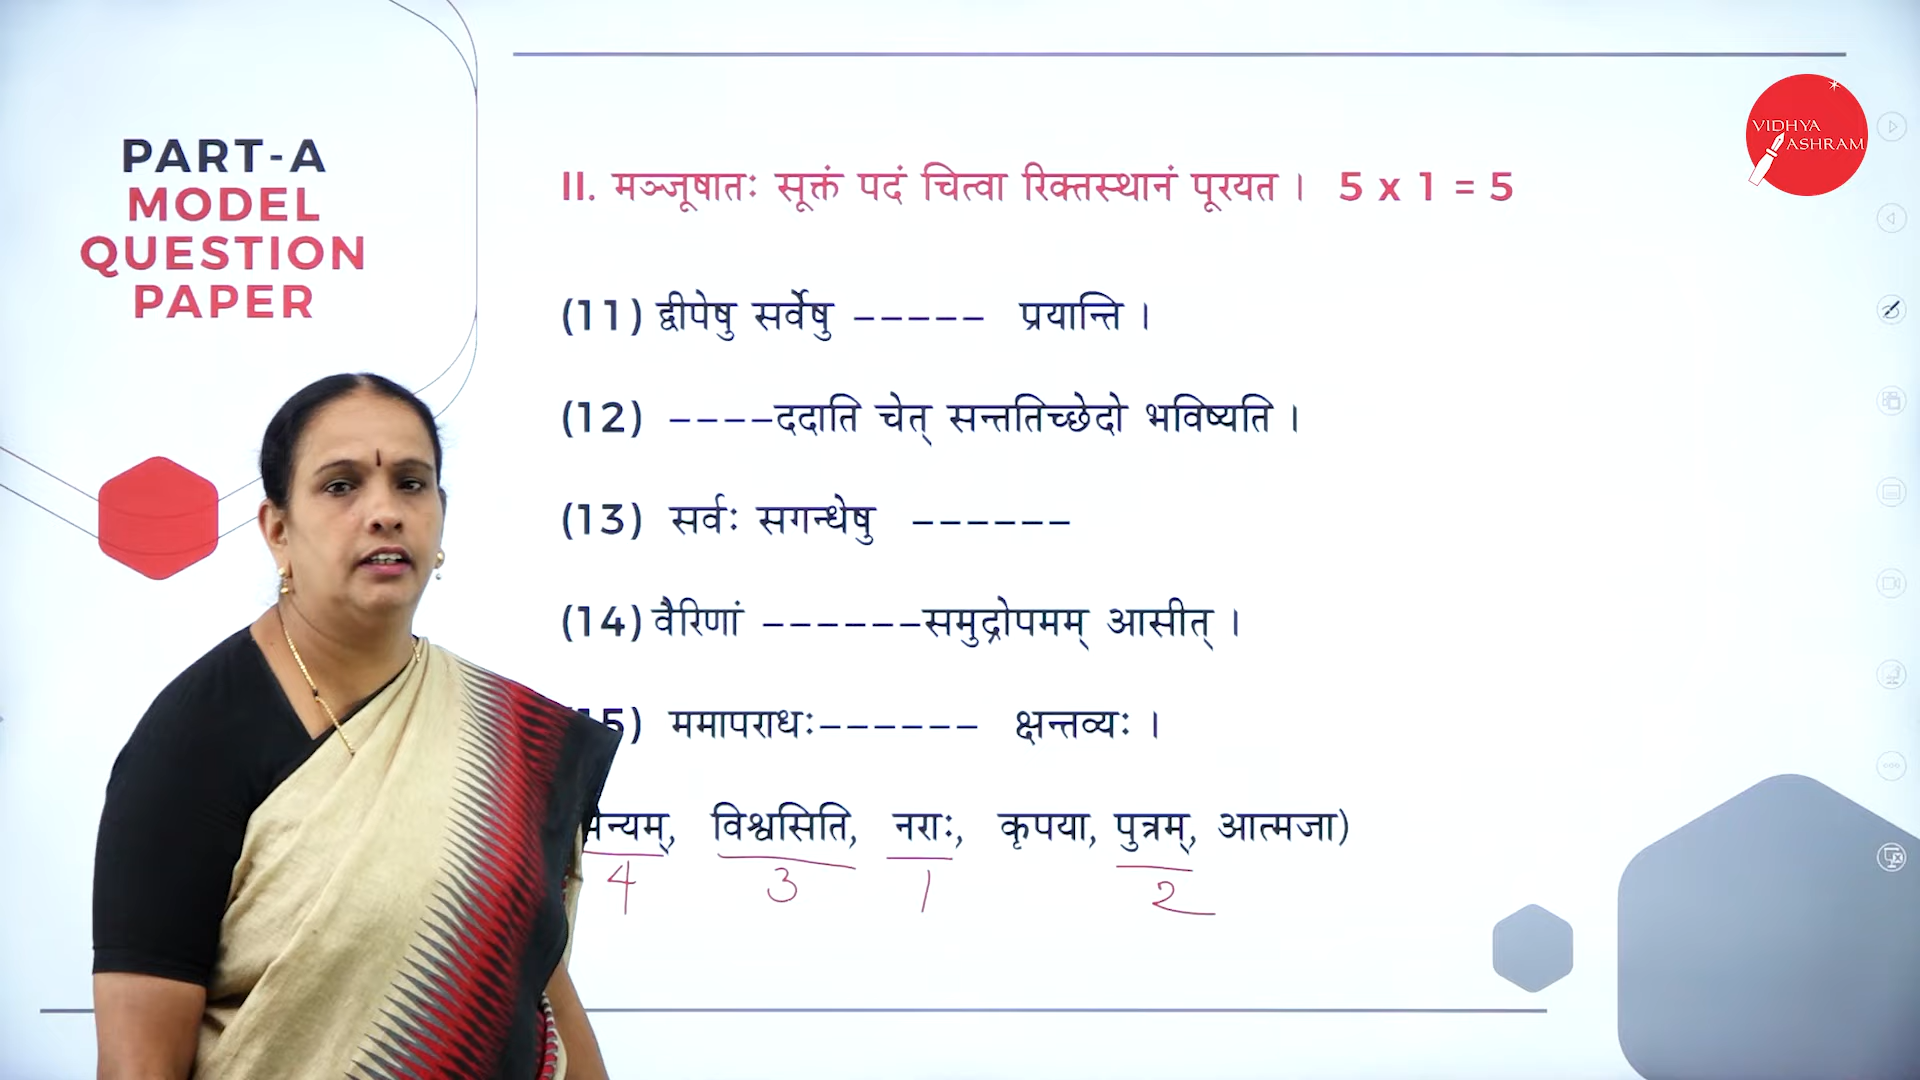 PART-A
MODEL
QUESTION
PAPER
VIDHYA
ASHRAM
II. मञ्जूषातः सूक्तं पदं चित्वा रिक्तस्थानं पूरयत । 5 x 1 = 5
(11) द्वीपेषु सर्वेषु ----- प्रयान्ति ।
(12) ----ददाति चेत् सन्ततिच्छेदो भविष्यति ।
(13) सर्वः सगन्धेषु ------
(14) वैरिणां ------समुद्रोपमम् आसीत् ।
5) ममापराधः------ क्षन्तव्यः ।
विश्वसिति, नराः, कृपया, पुत्रम्, आत्मजा)
4 3 1 2